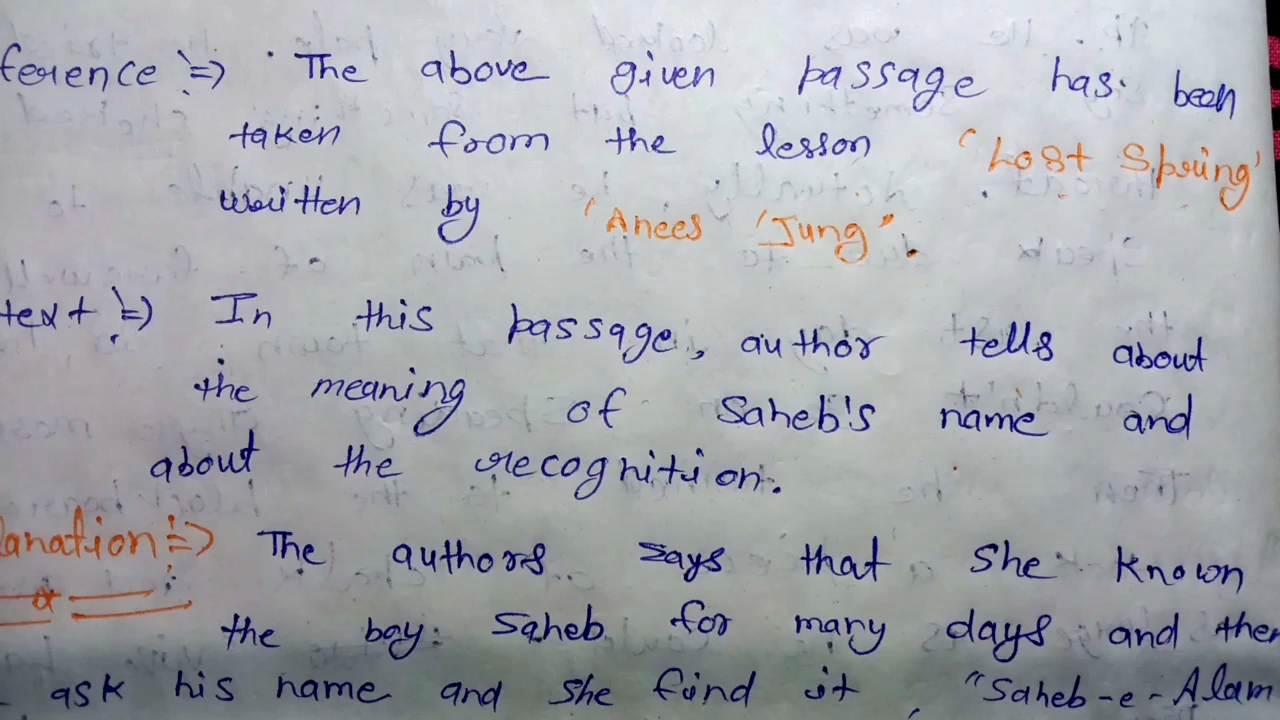 ference :=> The above given passage has been
taken from the lesson 'Lost Spring'
written by 'Anees 'Jung".
text :=> In this passage, author tells about
the meaning of Saheb's name and
about the recognition.
lanation :=> The authors says that she known
the boy Saheb for many days and then
ask his name and she find it, "Saheb-e-Alam